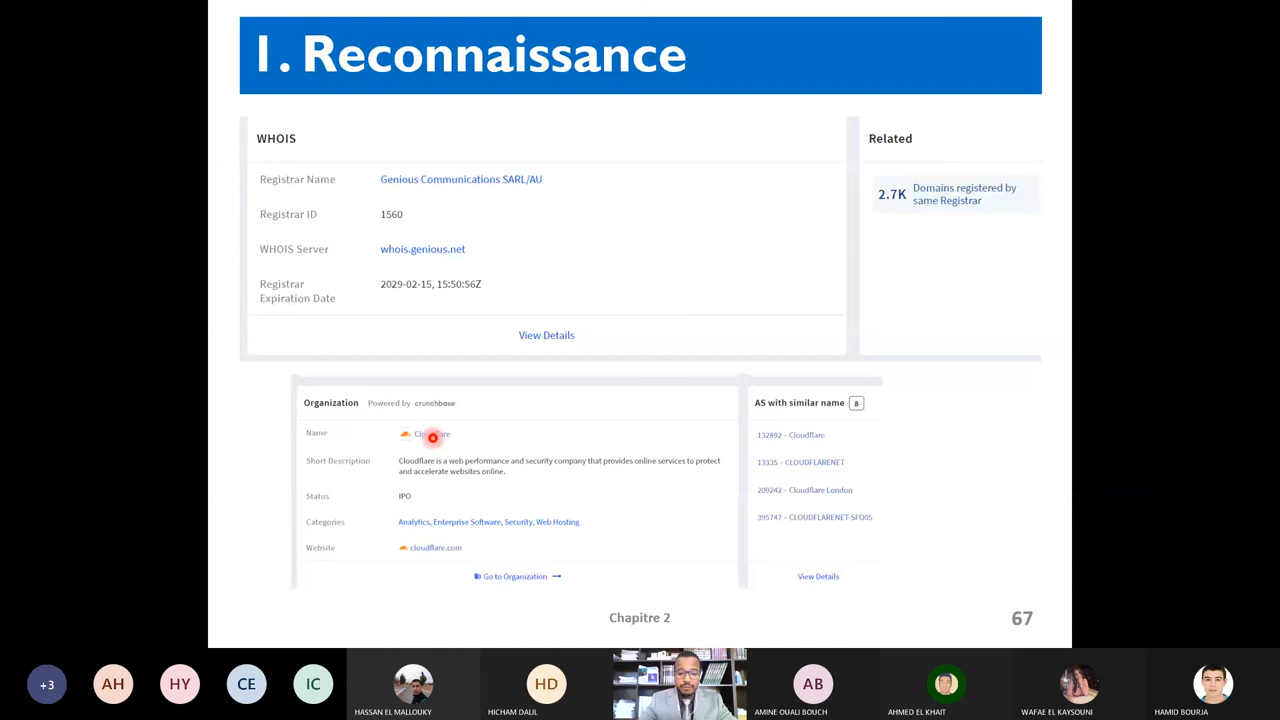 1. Reconnaissance
WHOIS
Registrar Name Genious Communications SARL/AU
Registrar ID 1560
WHOIS Server whois.genious.net
Registrar
Expiration Date 2029-02-15, 15:50:56Z
View Details
Related
2.7K Domains registered by
same Registrar
Organization Powered by crunchbase
Name Cloudflare
Short Description Cloudflare is a web performance and security company that provides online services to protect
and accelerate websites online.
Status IPO
Categories Analytics, Enterprise Software, Security, Web Hosting
Website cloudflare.com
Go to Organization
AS with similar name 8
132892 - Cloudflare
13335 - CLOUDFLARENET
209242 - Cloudflare London
395747 - CLOUDFLARENET-SFO05
View Details
Chapitre 2 67
+3 AH HY CE IC HD AB
HASSAN EL MALLOUKY HICHAM DALIL AMINE OUALI BOUCH AHMED EL KHAIT WAFAE EL KAYSOUNI HAMID BOURJA